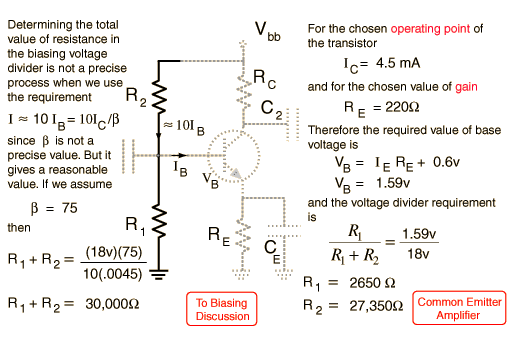 Determining the total
value of resistance in
the biasing voltage
divider is not a precise
process when we use
the requirement
I ≈ 10 I_B = 10I_C/β
since β is not a
precise value. But it
gives a reasonable
value. If we assume
β = 75
then
R_1 + R_2 = (18v)(75)
10(.0045)
R_1 + R_2 = 30,000Ω
V_bb
R_C
R_2
C_2
≈10I_B
I_B
V_B
R_1
R_E
C_E
To Biasing
Discussion
For the chosen operating point of
the transistor
I_C = 4.5 mA
and for the chosen value of gain
R_E = 220Ω
Therefore the required value of base
voltage is
V_B = I_E R_E + 0.6v
V_B = 1.59v
and the voltage divider requirement
is
R_1 / (R_1 + R_2) = 1.59v / 18v
R_1 = 2650 Ω
R_2 = 27,350Ω
Common Emitter
Amplifier